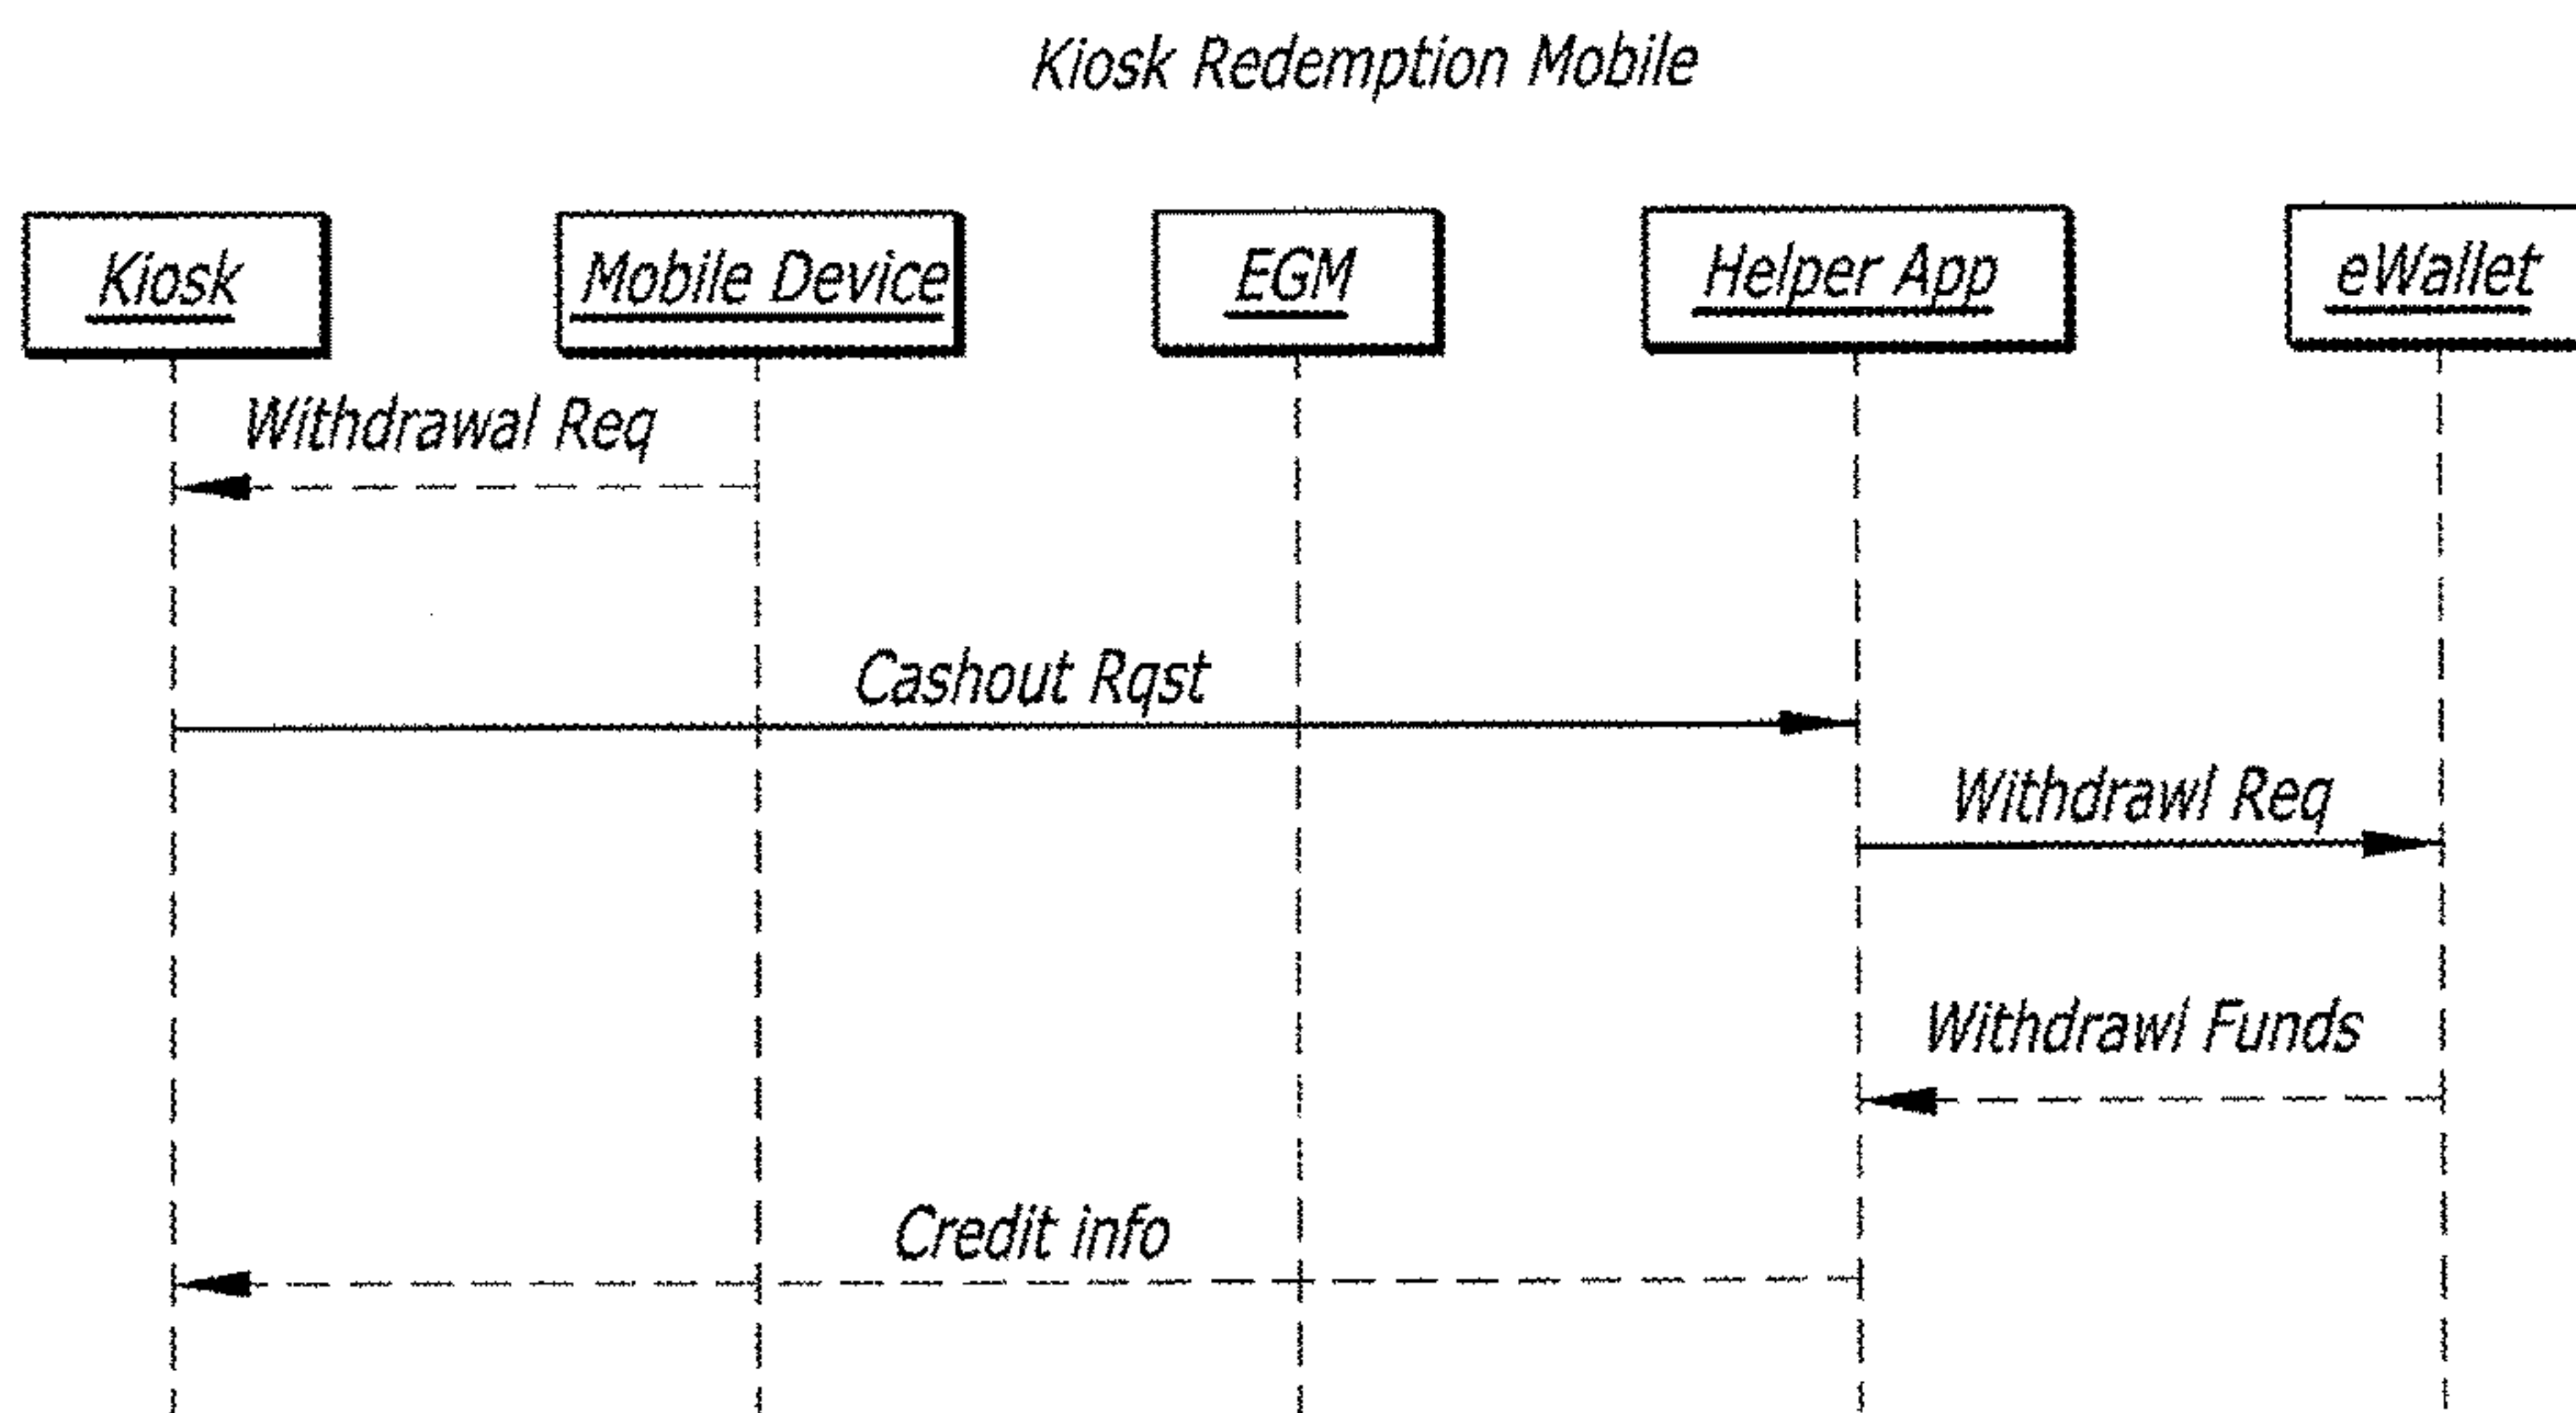 Kiosk Redemption Mobile
Kiosk
Mobile Device
EGM
Helper App
eWallet
Withdrawal Req
Cashout Rqst
Withdrawl Req
Withdrawl Funds
Credit info